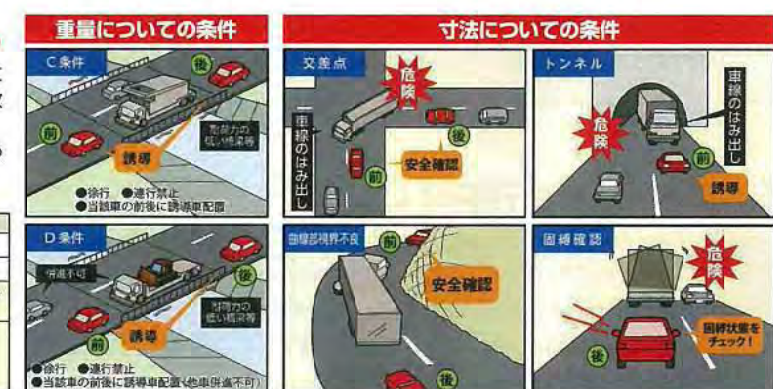 重量についての条件
寸法についての条件
C条件
後
前
誘導
耐荷力の
低い橋梁等
●徐行 ●連行禁止
●当該車の前後に誘導車配置
交差点
危険
車線のはみ出し
後
前
安全確認
トンネル
危険
車線のはみ出し
前
誘導
D条件
併進不可
後
前
誘導
耐荷力の
低い橋梁等
●徐行 ●連行禁止
●当該車の前後に誘導車配置(他車併進不可)
曲線部視界不良
前
安全確認
後
固縛確認
危険
後
固縛状態を
チェック!